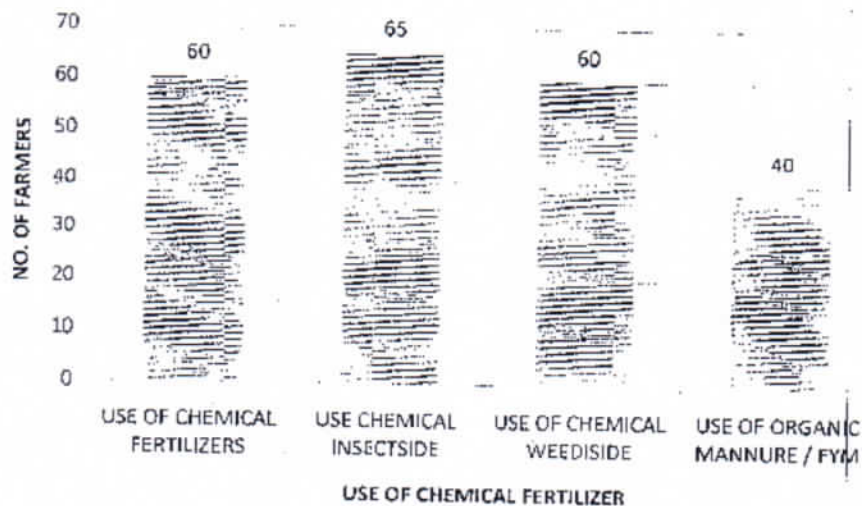 70
60
50
40
30
20
10
0
NO. OF FARMERS
60
65
60
40
USE OF CHEMICAL
FERTILIZERS
USE CHEMICAL
INSECTSIDE
USE OF CHEMICAL
WEEDISIDE
USE OF ORGANIC
MANNURE / FYM
USE OF CHEMICAL FERTILIZER